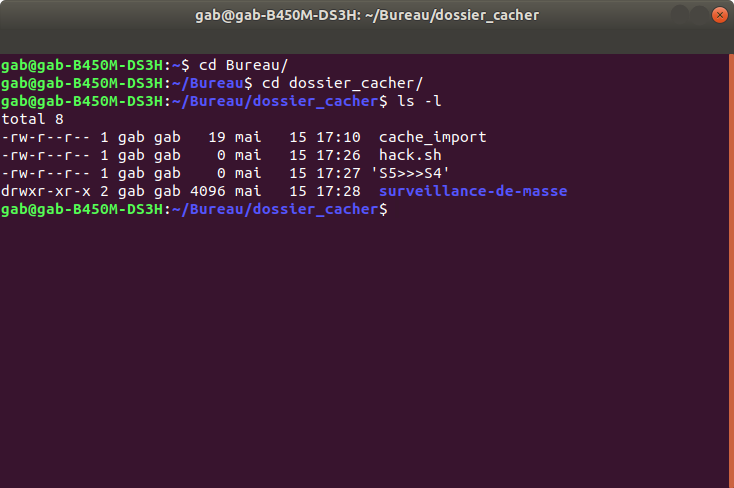 gab@gab-B450M-DS3H: ~/Bureau/dossier_cacher
gab@gab-B450M-DS3H:~$ cd Bureau/
gab@gab-B450M-DS3H:~/Bureau$ cd dossier_cacher/
gab@gab-B450M-DS3H:~/Bureau/dossier_cacher$ ls -l
total 8
-rw-r--r-- 1 gab gab   19 mai   15 17:10  cache_import
-rw-r--r-- 1 gab gab    0 mai   15 17:26  hack.sh
-rw-r--r-- 1 gab gab    0 mai   15 17:27 'S5>>>S4'
drwxr-xr-x 2 gab gab 4096 mai   15 17:28  surveillance-de-masse
gab@gab-B450M-DS3H:~/Bureau/dossier_cacher$